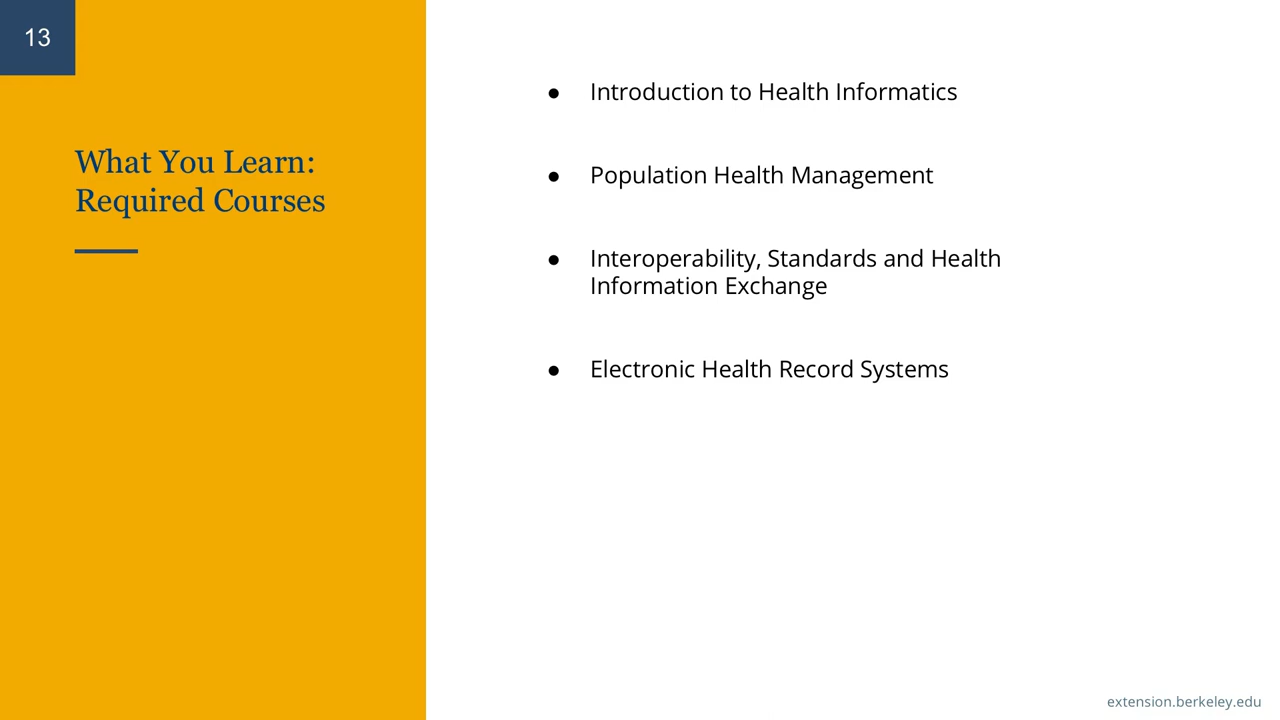 13
What You Learn:
Required Courses
● Introduction to Health Informatics
● Population Health Management
● Interoperability, Standards and Health
Information Exchange
● Electronic Health Record Systems
extension.berkeley.edu